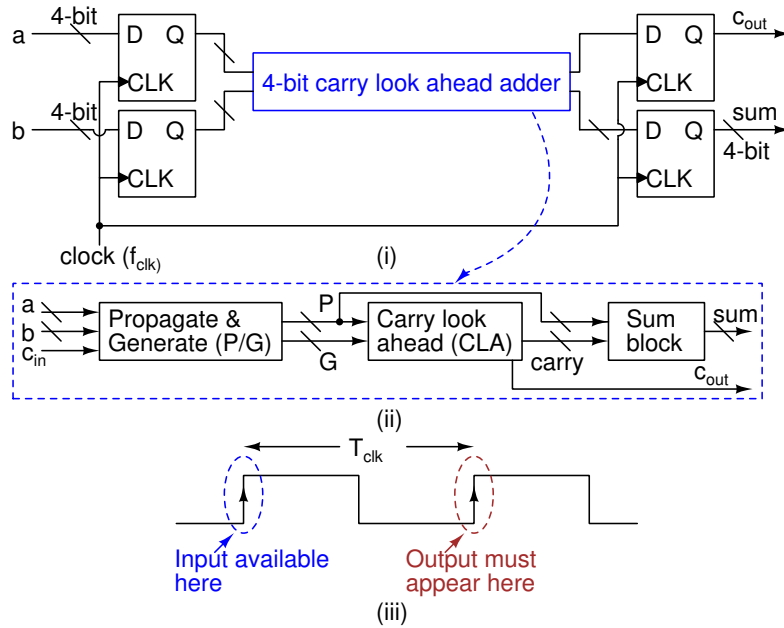 4-bit
a
D Q
CLK
4-bit
b
D Q
CLK
4-bit carry look ahead adder
D Q
CLK
c_out
D Q
CLK
sum
4-bit
clock (f_clk)
(i)
a
b
c_in
Propagate &
Generate (P/G)
P
G
Carry look
ahead (CLA)
carry
Sum
block
sum
c_out
(ii)
T_clk
Input available
here
Output must
appear here
(iii)